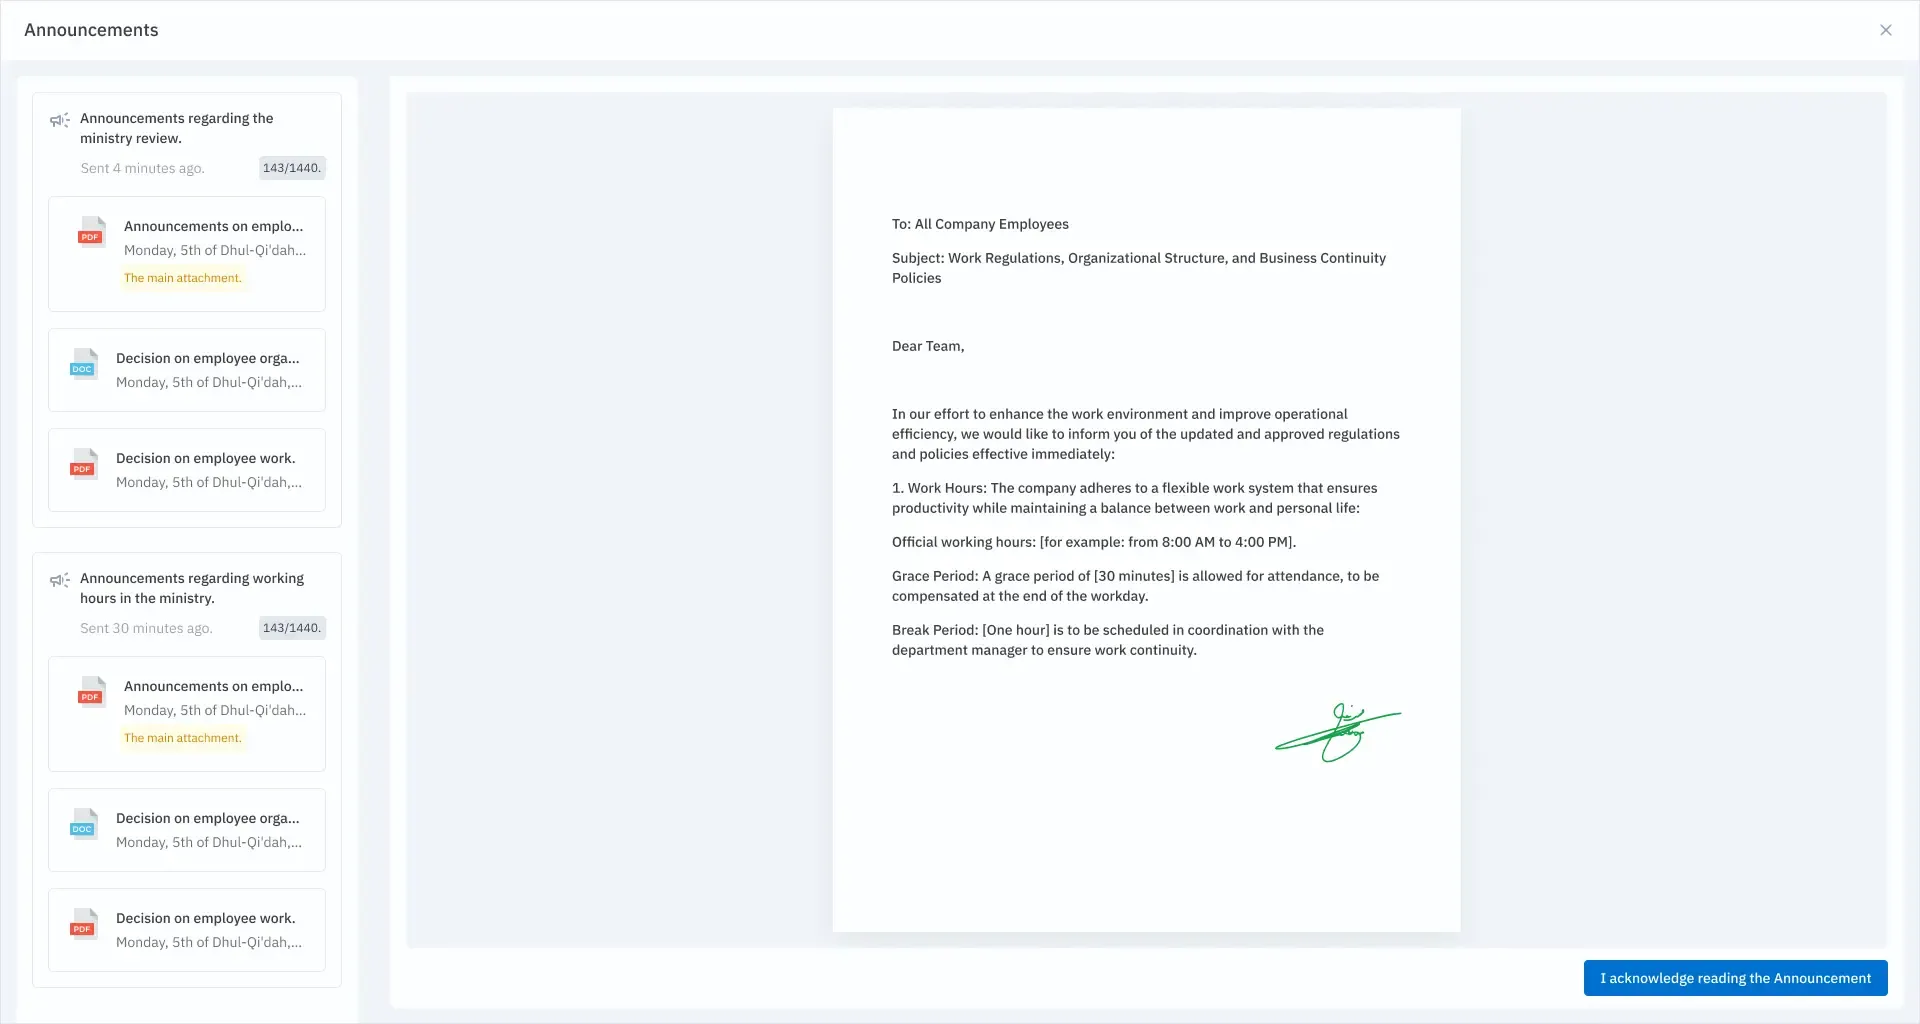 Announcements
Announcements regarding the
ministry review.
Sent 4 minutes ago.
143/1440.
PDF
Announcements on emplo...
Monday, 5th of Dhul-Qi'dah...
The main attachment.
DOC
Decision on employee orga...
Monday, 5th of Dhul-Qi'dah,...
PDF
Decision on employee work.
Monday, 5th of Dhul-Qi'dah,...
Announcements regarding working
hours in the ministry.
Sent 30 minutes ago.
143/1440.
PDF
Announcements on emplo...
Monday, 5th of Dhul-Qi'dah...
The main attachment.
DOC
Decision on employee orga...
Monday, 5th of Dhul-Qi'dah,...
PDF
Decision on employee work.
Monday, 5th of Dhul-Qi'dah,...
To: All Company Employees
Subject: Work Regulations, Organizational Structure, and Business Continuity
Policies
Dear Team,
In our effort to enhance the work environment and improve operational
efficiency, we would like to inform you of the updated and approved regulations
and policies effective immediately:
1. Work Hours: The company adheres to a flexible work system that ensures
productivity while maintaining a balance between work and personal life:
Official working hours: [for example: from 8:00 AM to 4:00 PM].
Grace Period: A grace period of [30 minutes] is allowed for attendance, to be
compensated at the end of the workday.
Break Period: [One hour] is to be scheduled in coordination with the
department manager to ensure work continuity.
I acknowledge reading the Announcement